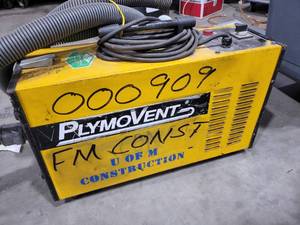 000909
PLYMOVENT
FM CONST
U OF M
CONSTRUCTION